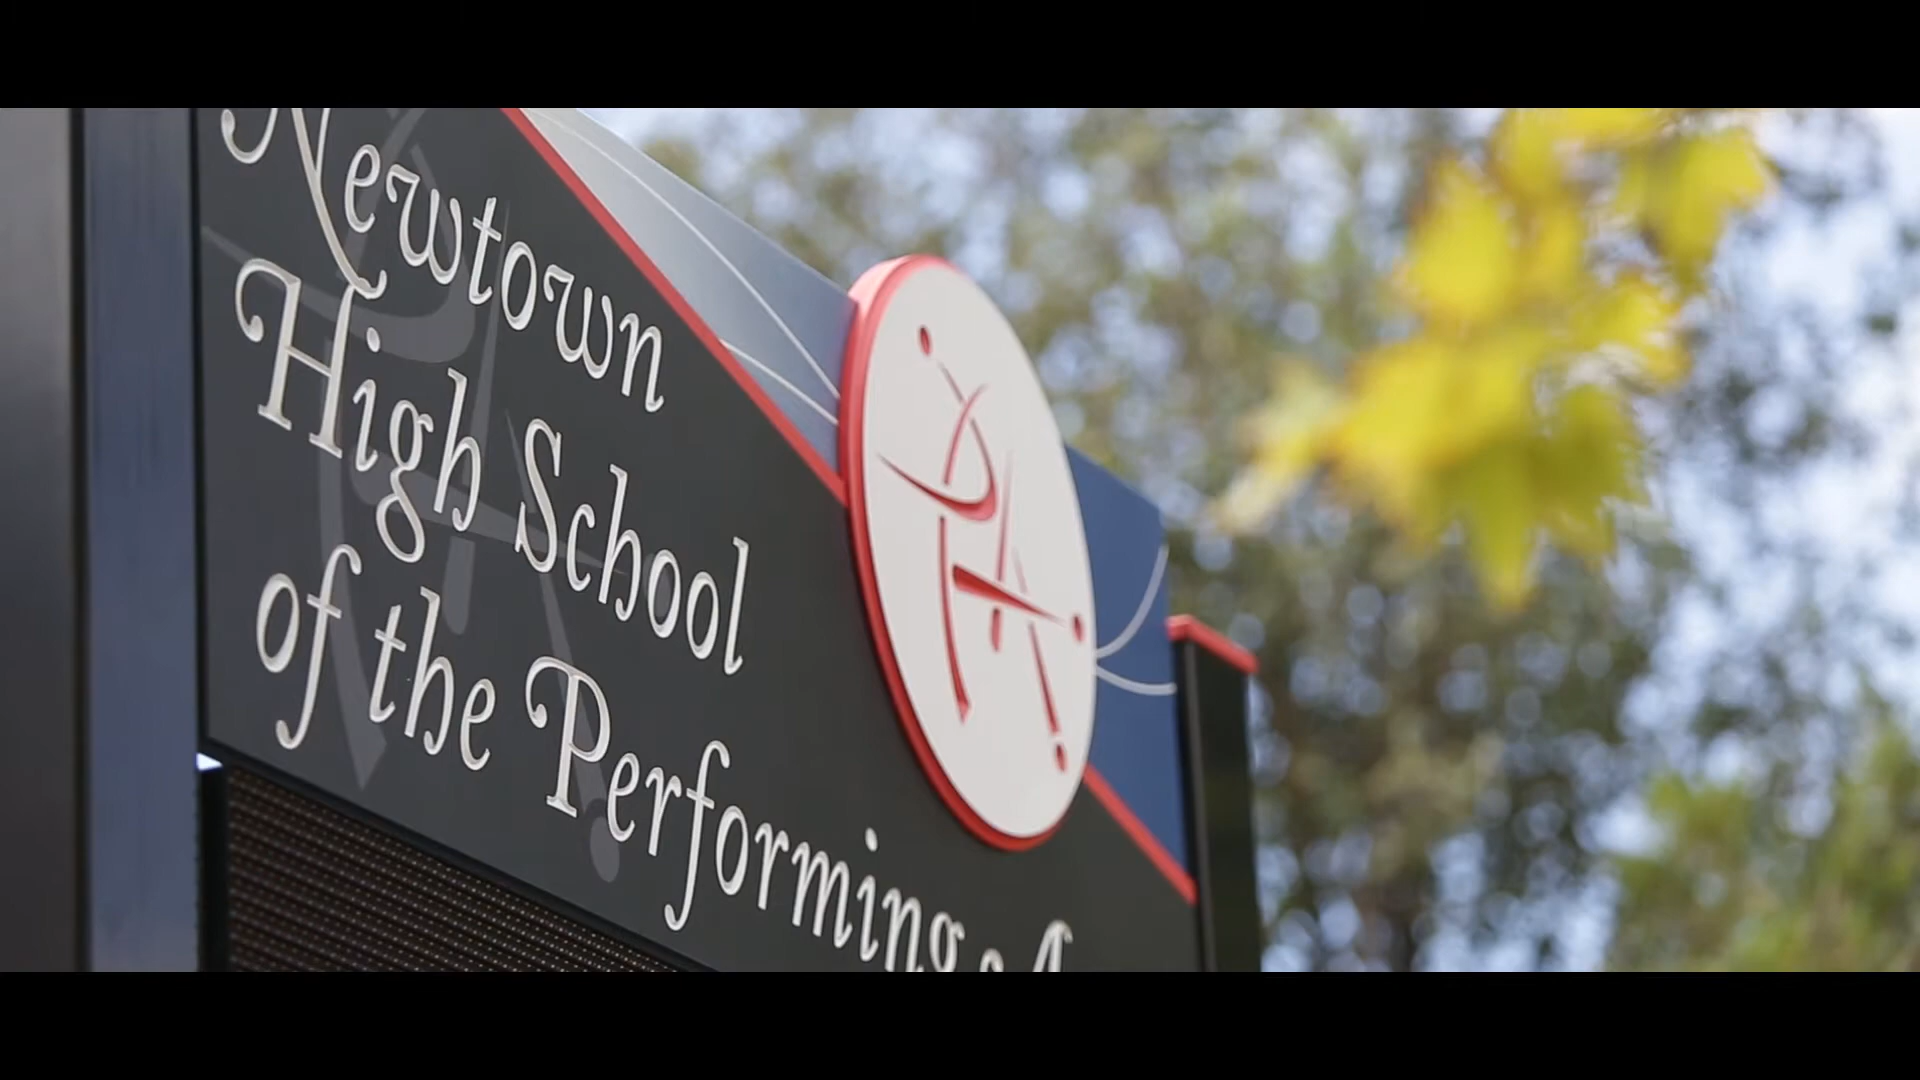 Newtown
High School
of the Performing